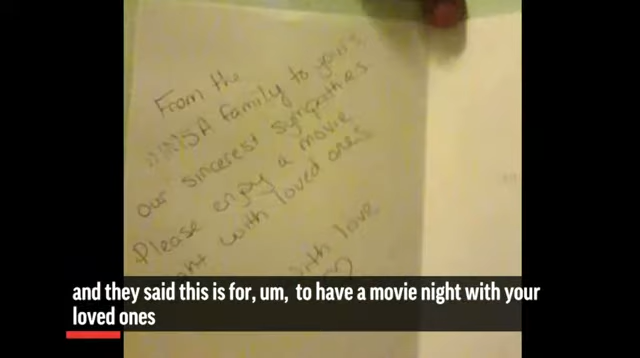 From the
family to yours,
our sincerest sympathies
Please enjoy a movie
with loved ones
with love
and they said this is for, um, to have a movie night with your
loved ones